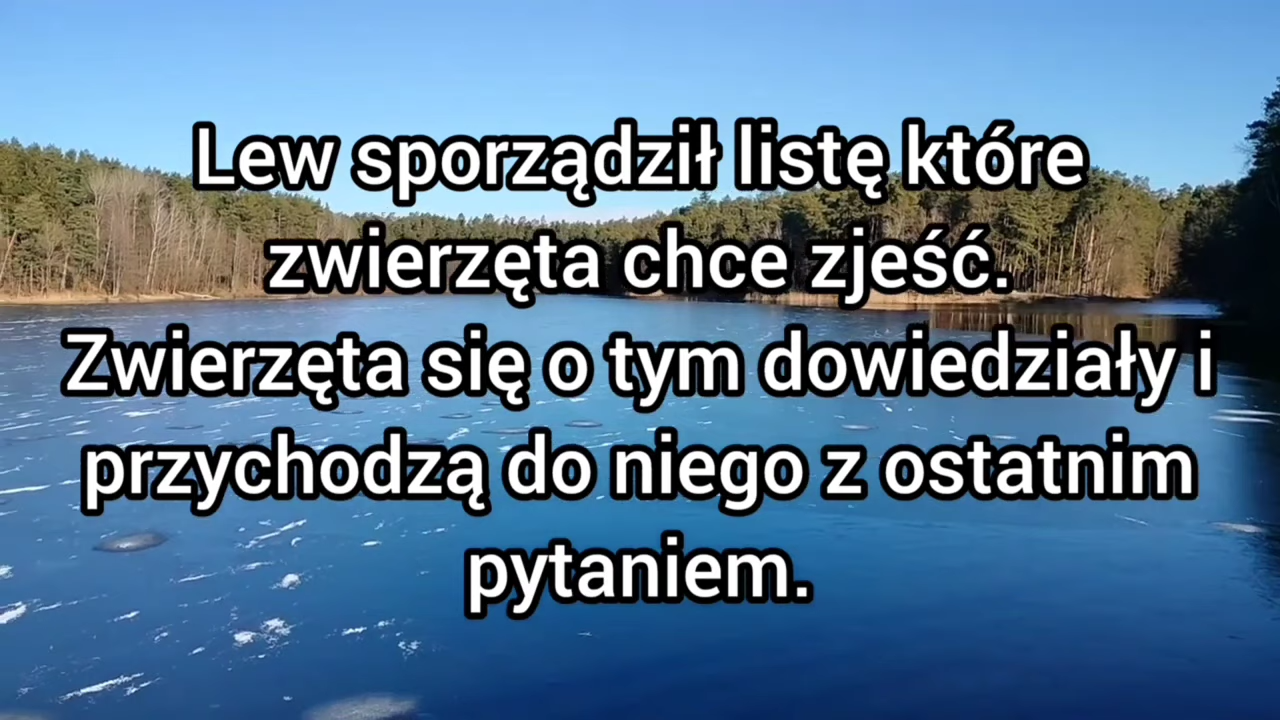 Lew sporządził listę które
zwierzęta chce zjeść.
Zwierzęta się o tym dowiedziały i
przychodzą do niego z ostatnim
pytaniem.